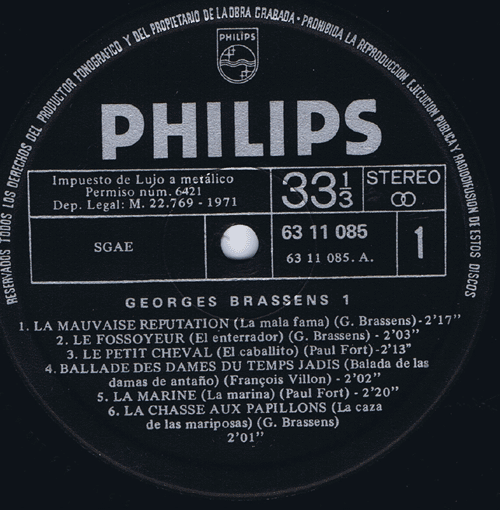 RESERVADOS TODOS LOS DERECHOS DEL PRODUCTOR FONOGRAFICO Y DEL PROPIETARIO DE LA OBRA GRABADA · PROHIBIDA LA REPRODUCCION, EJECUCION PUBLICA Y RADIODIFUSION DE ESTOS DISCOS
PHILIPS
PHILIPS
Impuesto de Lujo a metálico
Permiso núm. 6421
Dep. Legal: M. 22.769 - 1971
33 1/3
STEREO
SGAE
63 11 085
63 11 085. A.
1
GEORGES BRASSENS 1
1. LA MAUVAISE REPUTATION (La mala fama) (G. Brassens) - 2'17"
2. LE FOSSOYEUR (El enterrador) (G. Brassens) - 2'03"
3. LE PETIT CHEVAL (El caballito) (Paul Fort) - 2'13"
4. BALLADE DES DAMES DU TEMPS JADIS (Balada de las
damas de antaño) (François Villon) - 2'02"
5. LA MARINE (La marina) (Paul Fort) - 2'20"
6. LA CHASSE AUX PAPILLONS (La caza
de las mariposas) (G. Brassens)
2'01"